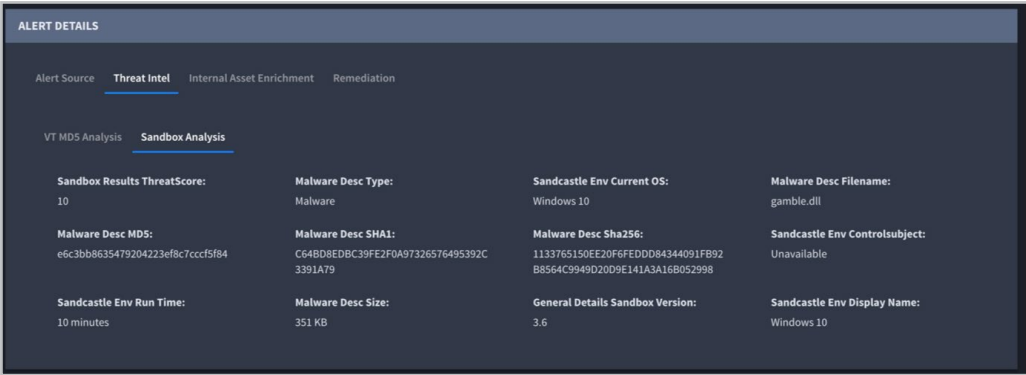 ALERT DETAILS
Alert Source Threat Intel Internal Asset Enrichment Remediation
VT MD5 Analysis Sandbox Analysis
Sandbox Results ThreatScore: Malware Desc Type: Sandcastle Env Current OS: Malware Desc Filename:
10 Malware Windows 10 gamble.dll
Malware Desc MD5: Malware Desc SHA1: Malware Desc Sha256: Sandcastle Env Controlsubject:
e6c3bb8635479204223ef8c7cccf5f84 C64BD8EDBC39FE2F0A97326576495392C 1133765150EE20F6FEDDD84344091FB92 Unavailable
3391A79 B8564C9949D20D9E141A3A16B052998
Sandcastle Env Run Time: Malware Desc Size: General Details Sandbox Version: Sandcastle Env Display Name:
10 minutes 351 KB 3.6 Windows 10